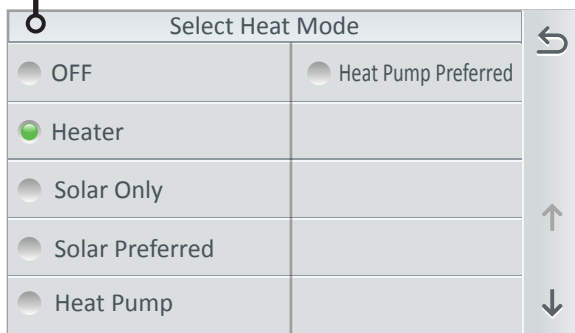 Select Heat Mode
OFF
Heater
Solar Only
Solar Preferred
Heat Pump
Heat Pump Preferred